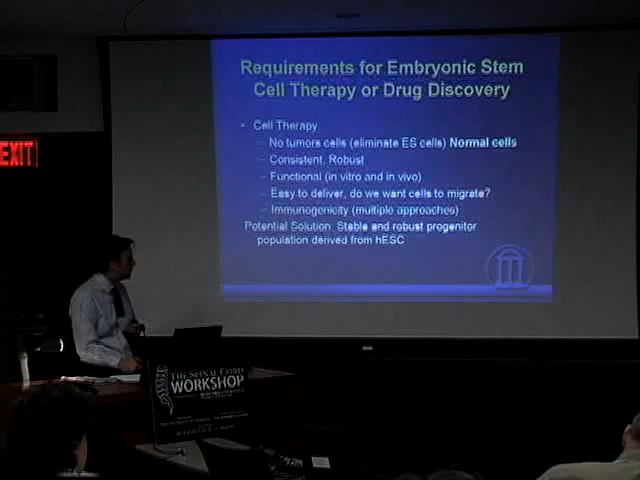 Requirements for Embryonic Stem
Cell Therapy or Drug Discovery
• Cell Therapy
– No tumors cells (eliminate ES cells) Normal cells
– Consistent, Robust
– Functional (in vitro and in vivo)
– Easy to deliver, do we want cells to migrate?
– Immunogenicity (multiple approaches)
Potential Solution: Stable and robust progenitor
population derived from hESC
EXIT
THE SPINAL CORD
WORKSHOP